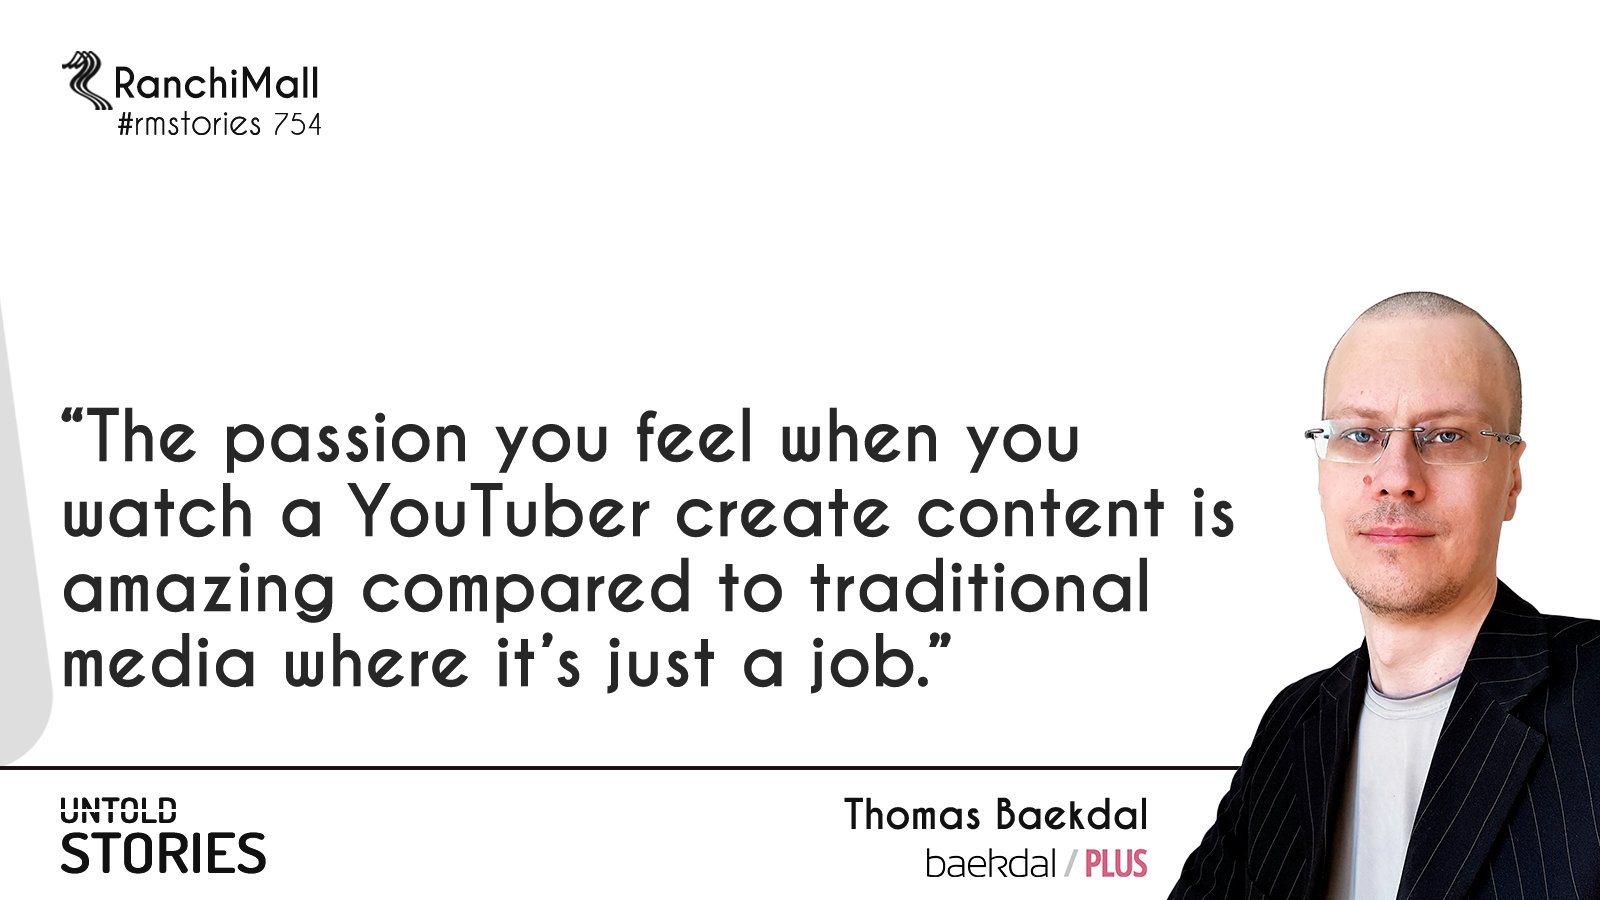 RanchiMall
#rmstories 754
“The passion you feel when you
watch a YouTuber create content is
amazing compared to traditional
media where it’s just a job.”
UNTOLD
STORIES
Thomas Baekdal
baekdal / PLUS